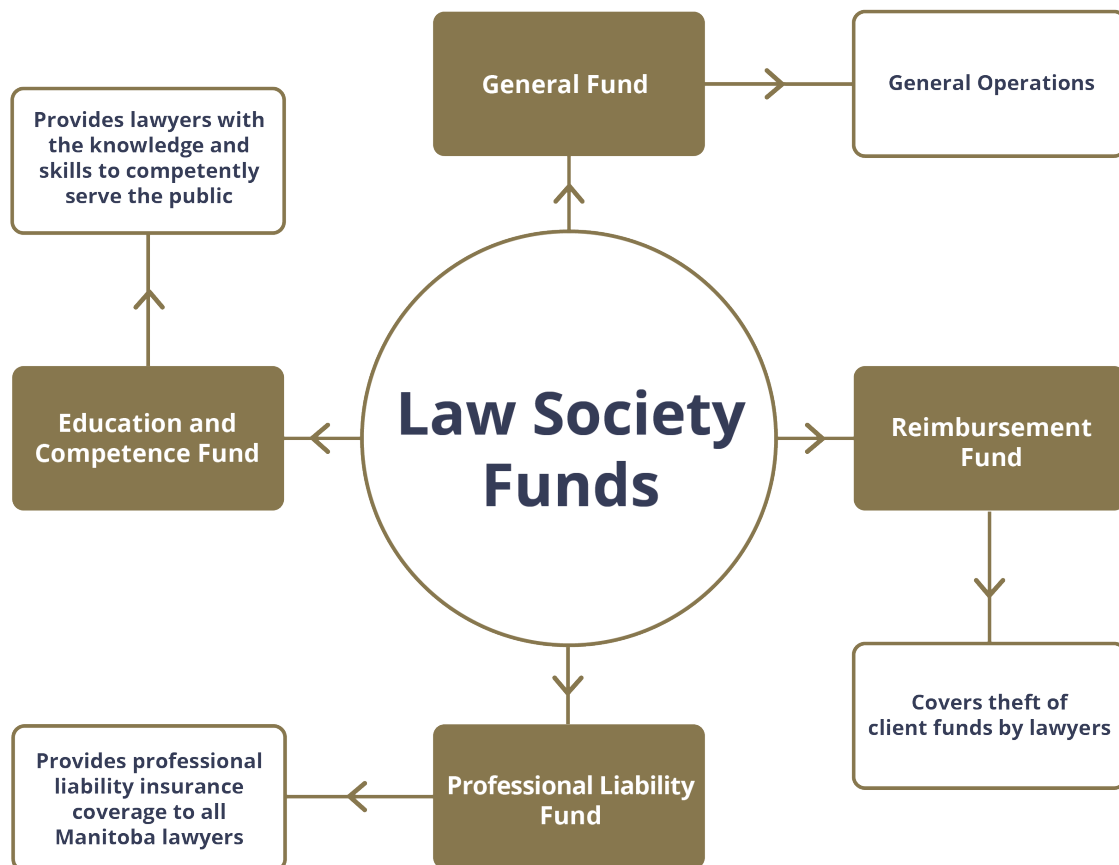 General Fund
General Operations
Provides lawyers with
the knowledge and
skills to competently
serve the public
Law Society
Funds
Education and
Competence Fund
Reimbursement
Fund
Covers theft of
client funds by lawyers
Provides professional
liability insurance
coverage to all
Manitoba lawyers
Professional Liability
Fund